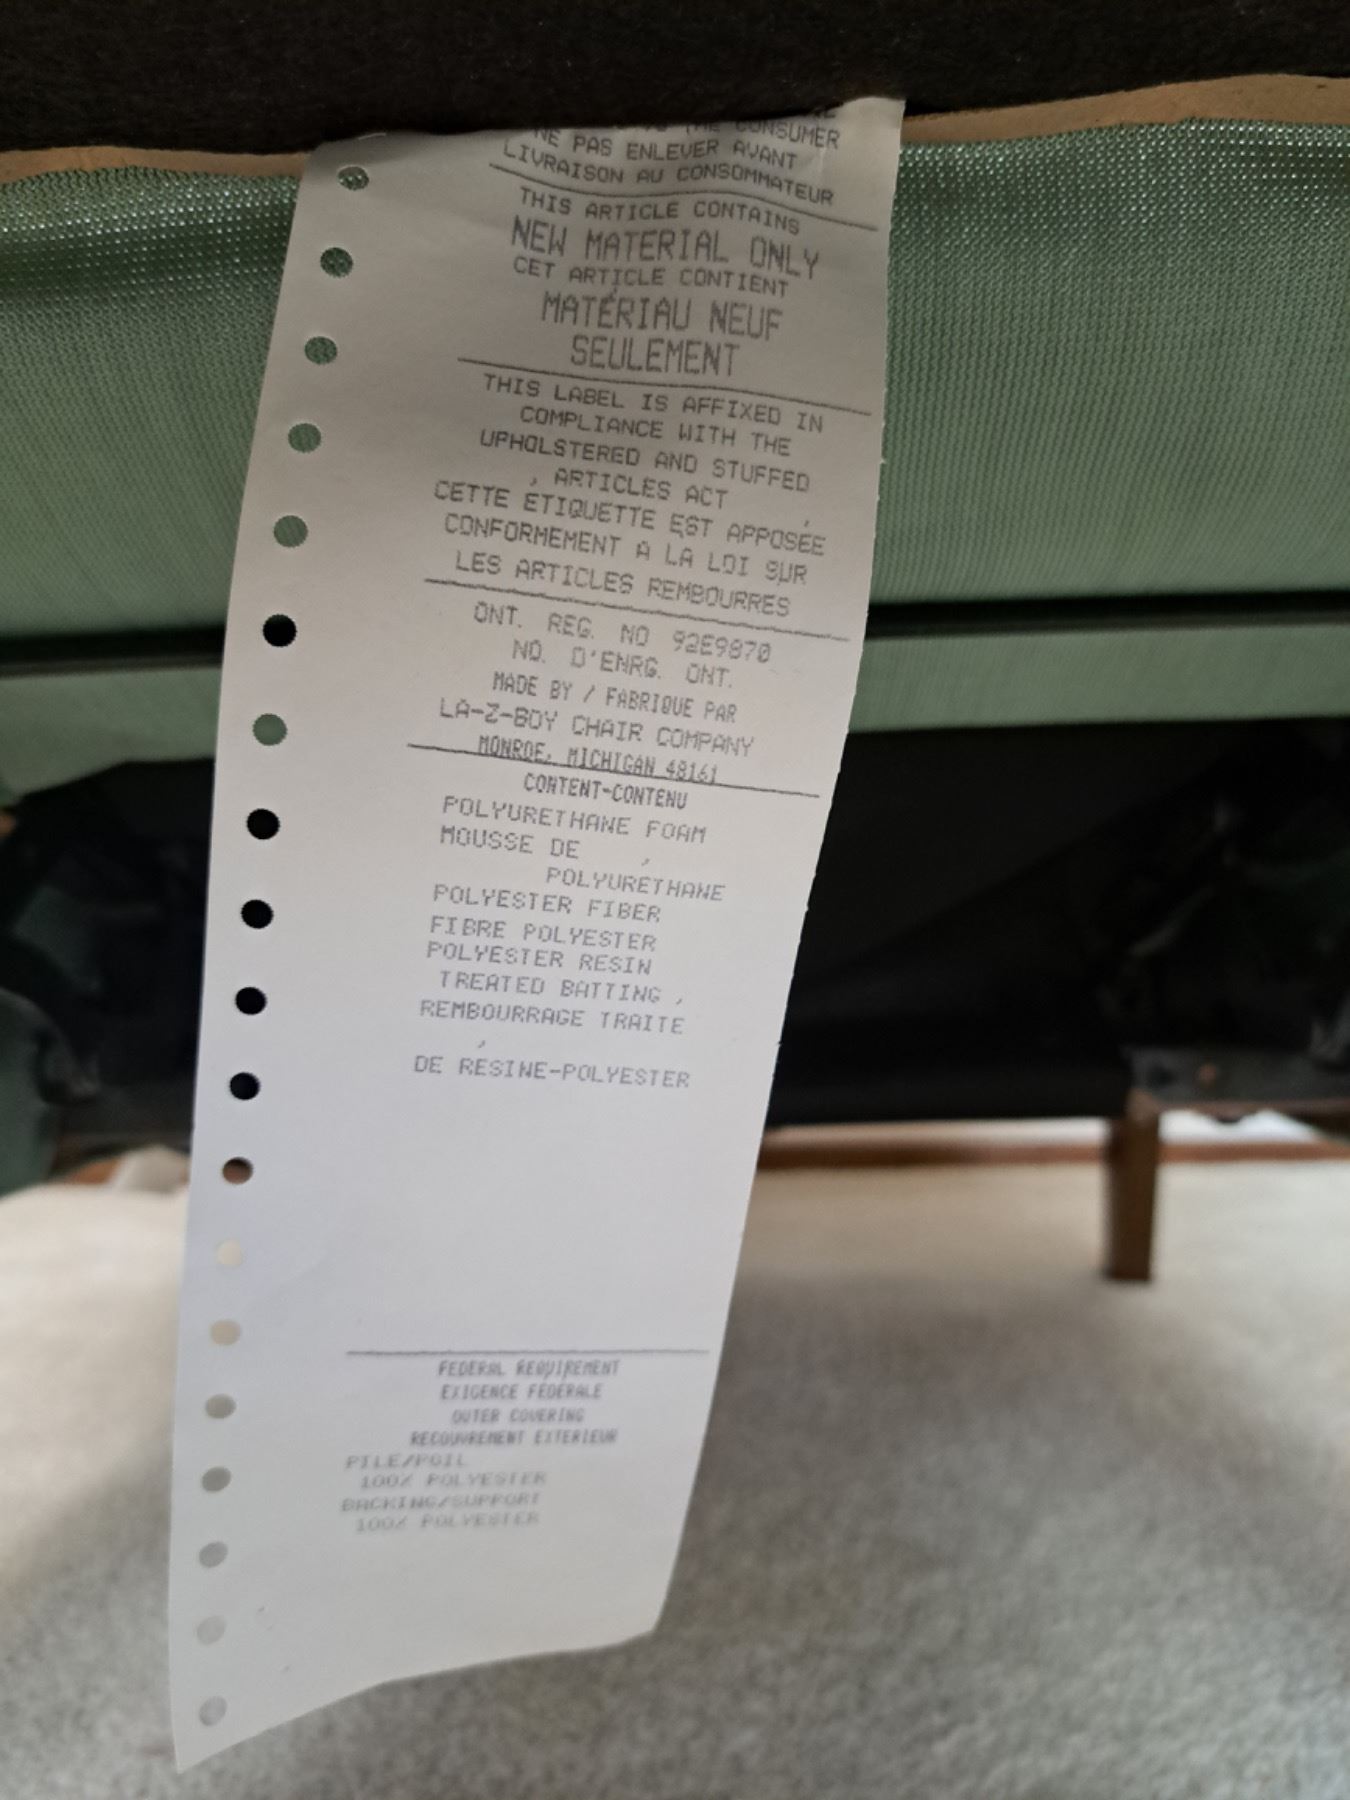 CONSUMER
NE PAS ENLEVER AVANT
LIVRAISON AU CONSOMMATEUR
THIS ARTICLE CONTAINS
NEW MATERIAL ONLY
CET ARTICLE CONTIENT
MATÉRIAU NEUF
SEULEMENT
THIS LABEL IS AFFIXED IN
COMPLIANCE WITH THE
UPHOLSTERED AND STUFFED
ARTICLES ACT
CETTE ÉTIQUETTE EST APPOSÉE
CONFORMEMENT A LA LOI SUR
LES ARTICLES REMBOURRES
ONT. REG. NO 92E9870
NO. D'ENRG. ONT.
MADE BY / FABRIQUE PAR
LA-Z-BOY CHAIR COMPANY
MONROE, MICHIGAN 48161
CONTENT-CONTENU
POLYURETHANE FOAM
MOUSSE DE
POLYURÉTHANE
POLYESTER FIBER
FIBRE POLYESTER
POLYESTER RESIN
TREATED BATTING
REMBOURRAGE TRAITÉ
DE RÉSINE-POLYESTER
FEDERAL REQUIREMENT
EXIGENCE FEDERALE
OUTER COVERING
RECOUVREMENT EXTERIEUR
PILE/POIL
100% POLYESTER
BACKING/SUPPORT
100% POLYESTER